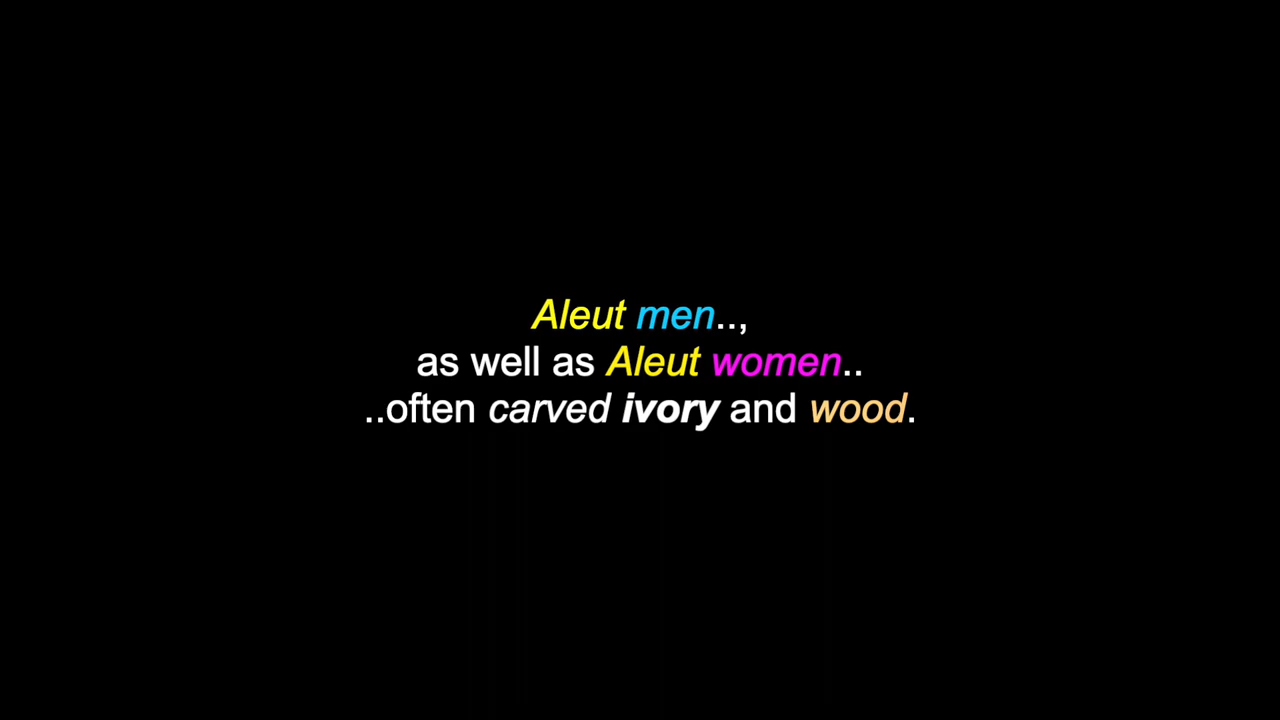 Aleut men..,
as well as Aleut women..
..often carved ivory and wood.